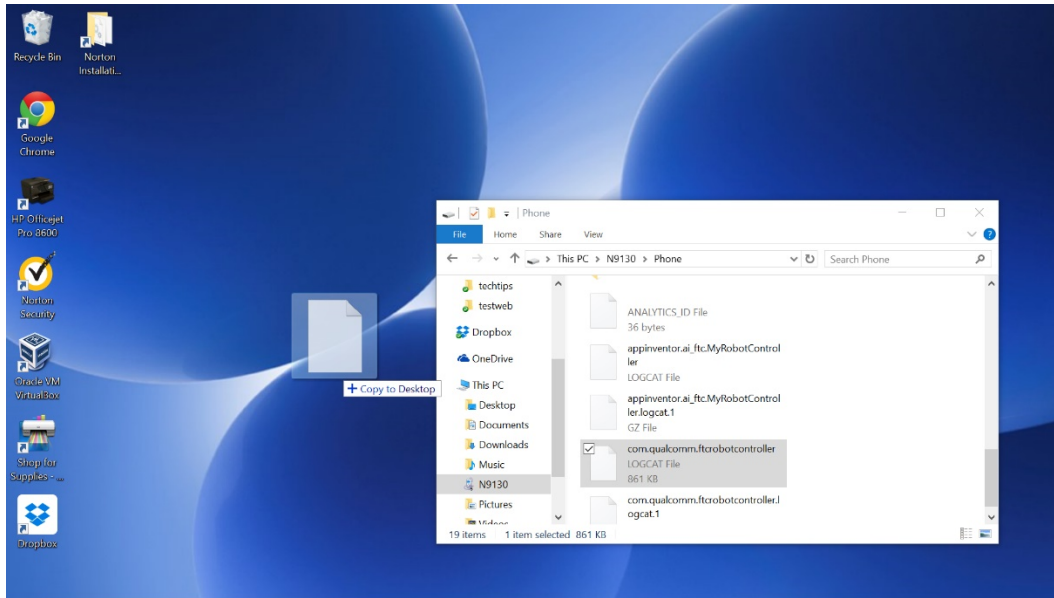 Recycle Bin
Norton
Installati...
Google
Chrome
HP Officejet
Pro 8600
Norton
Security
Oracle VM
VirtualBox
Shop for
Supplies - ...
Dropbox
Copy to Desktop
Phone
File Home Share View
This PC > N9130 > Phone
Search Phone
techtips
testweb
Dropbox
OneDrive
This PC
Desktop
Documents
Downloads
Music
N9130
Pictures
Videos
ANALYTICS_ID File
36 bytes
appinventor.ai_ftc.MyRobotControl
ler
LOGCAT File
appinventor.ai_ftc.MyRobotControl
ler.logcat.1
GZ File
com.qualcomm.ftcrobotcontroller
LOGCAT File
861 KB
com.qualcomm.ftcrobotcontroller.l
ogcat.1
19 items 1 item selected 861 KB